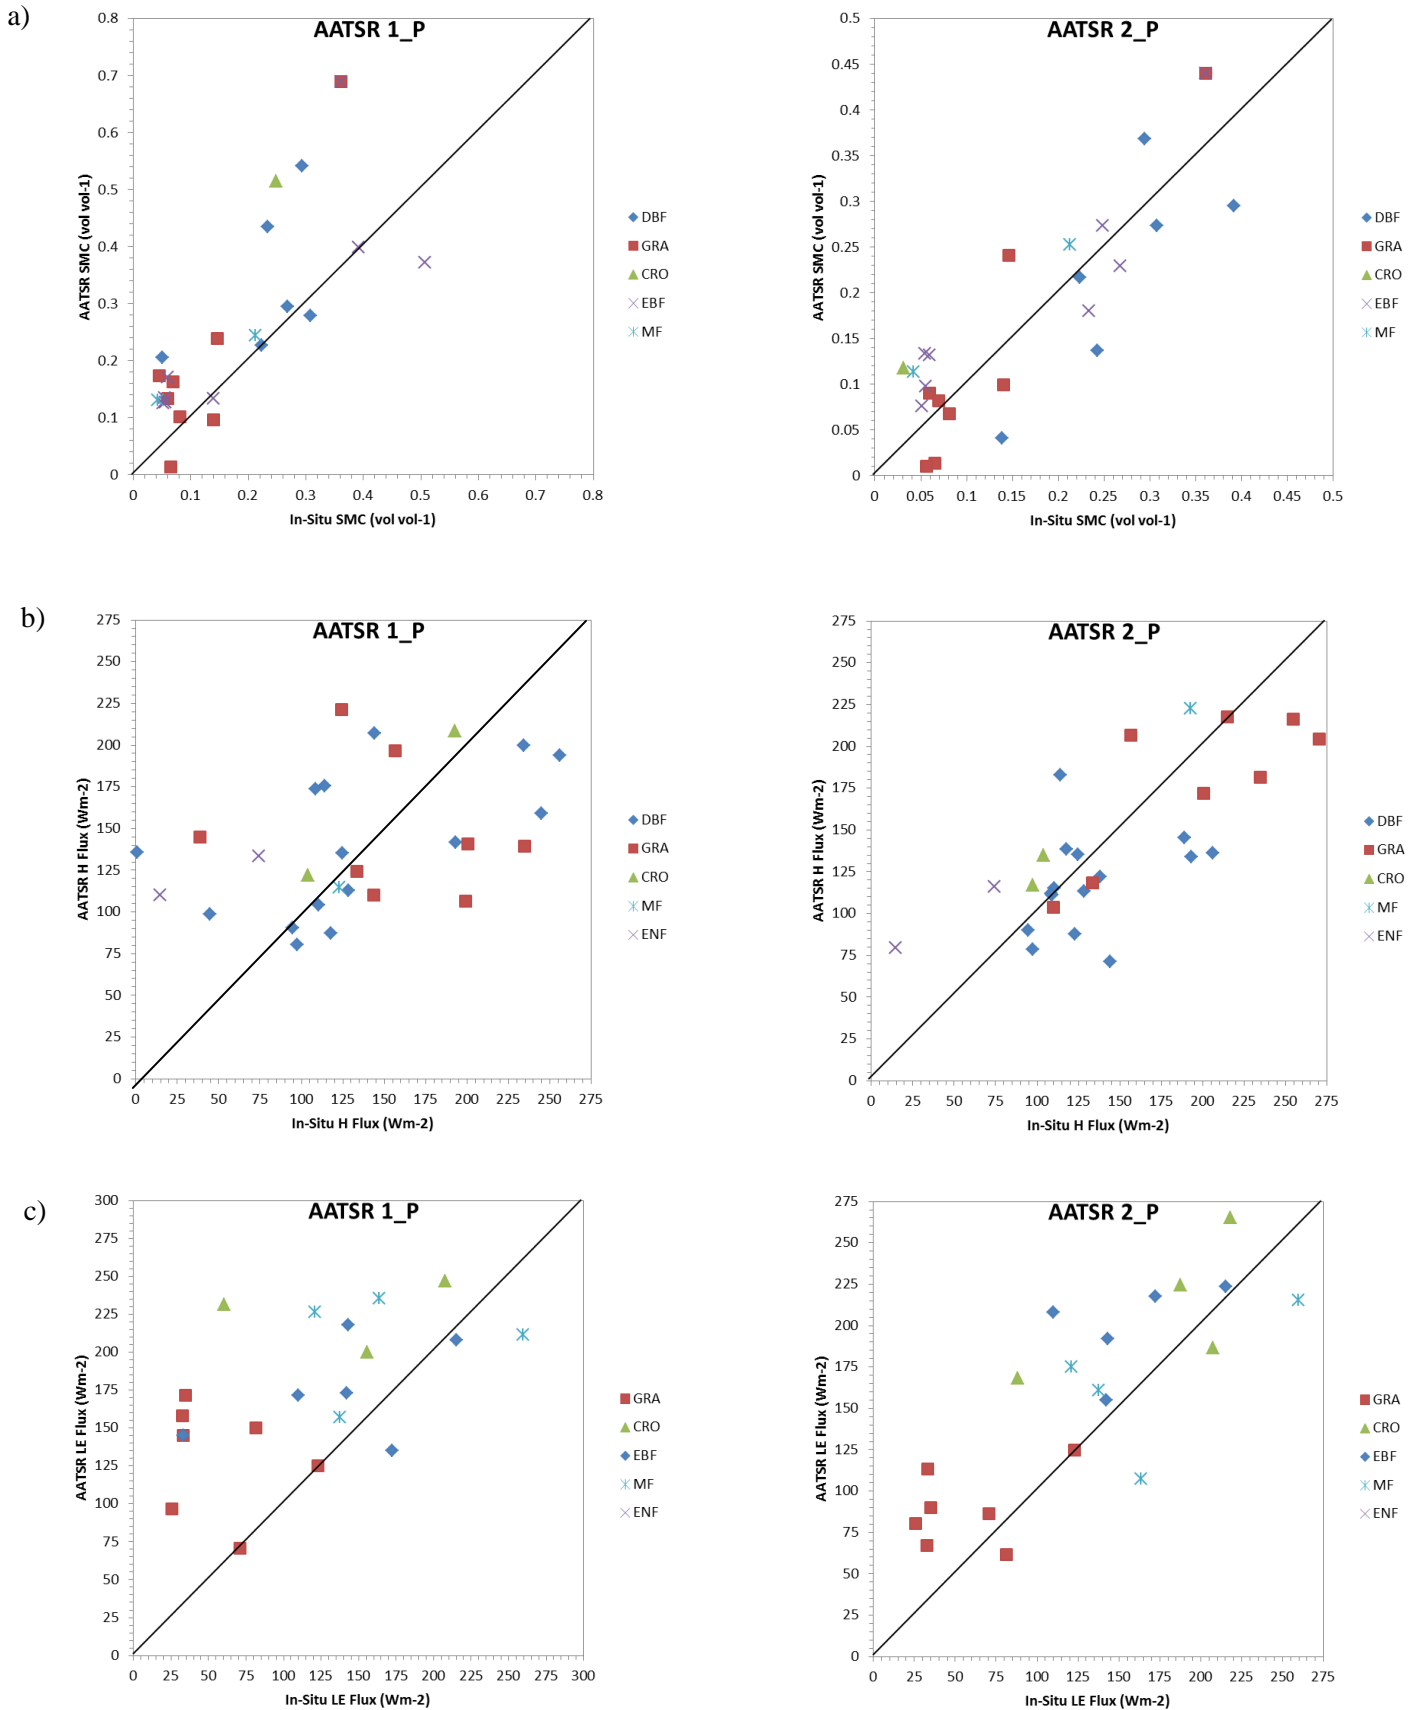 a)
AATSR 1_P
AATSR SMC (vol vol-1)
0.8
0.7
0.6
0.5
0.4
0.3
0.2
0.1
0
0 0.1 0.2 0.3 0.4 0.5 0.6 0.7 0.8
In-Situ SMC (vol vol-1)
DBF
GRA
CRO
EBF
MF
AATSR 2_P
AATSR SMC (vol vol-1)
0.5
0.45
0.4
0.35
0.3
0.25
0.2
0.15
0.1
0.05
0
0 0.05 0.1 0.15 0.2 0.25 0.3 0.35 0.4 0.45 0.5
In-Situ SMC (vol vol-1)
DBF
GRA
CRO
EBF
MF
b)
AATSR 1_P
AATSR H Flux (Wm-2)
275
250
225
200
175
150
125
100
75
50
25
0
0 25 50 75 100 125 150 175 200 225 250 275
In-Situ H Flux (Wm-2)
DBF
GRA
CRO
MF
ENF
AATSR 2_P
AATSR H Flux (Wm-2)
275
250
225
200
175
150
125
100
75
50
25
0
0 25 50 75 100 125 150 175 200 225 250 275
In-Situ H Flux (Wm-2)
DBF
GRA
CRO
MF
ENF
c)
AATSR 1_P
AATSR LE Flux (Wm-2)
300
275
250
225
200
175
150
125
100
75
50
25
0
0 25 50 75 100 125 150 175 200 225 250 275 300
In-Situ LE Flux (Wm-2)
GRA
CRO
EBF
MF
ENF
AATSR 2_P
AATSR LE Flux (Wm-2)
275
250
225
200
175
150
125
100
75
50
25
0
0 25 50 75 100 125 150 175 200 225 250 275
In-Situ LE Flux (Wm-2)
GRA
CRO
EBF
MF
ENF